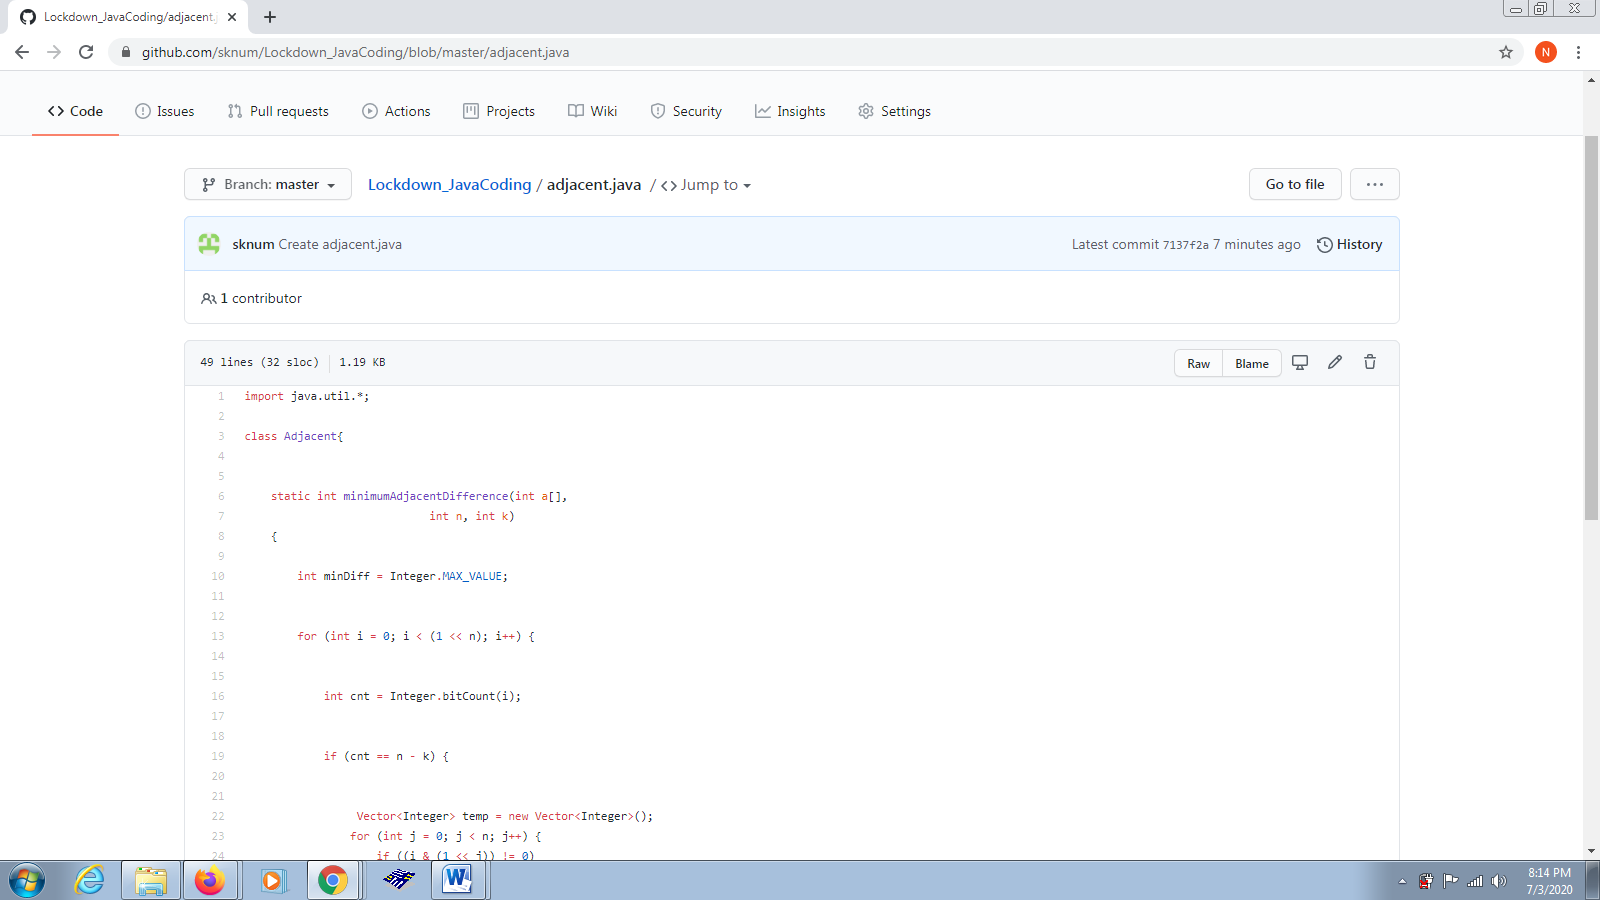 Lockdown_JavaCoding/adjacent.j
github.com/sknum/Lockdown_JavaCoding/blob/master/adjacent.java
N
Code Issues Pull requests Actions Projects Wiki Security Insights Settings
Branch: master Lockdown_JavaCoding / adjacent.java / <> Jump to Go to file ...
sknum Create adjacent.java Latest commit 7137f2a 7 minutes ago History
1 contributor
49 lines (32 sloc) 1.19 KB Raw Blame
1 import java.util.*;
2
3 class Adjacent{
4
5
6 static int minimumAdjacentDifference(int a[],
7 int n, int k)
8 {
9
10 int minDiff = Integer.MAX_VALUE;
11
12
13 for (int i = 0; i < (1 << n); i++) {
14
15
16 int cnt = Integer.bitCount(i);
17
18
19 if (cnt == n - k) {
20
21
22 Vector<Integer> temp = new Vector<Integer>();
23 for (int j = 0; j < n; j++) {
24 if ((i & (1 << j)) != 0)
8:14 PM
7/3/2020